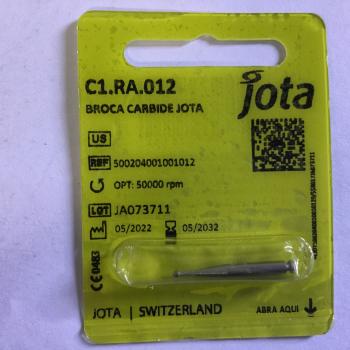 C1.RA.012
BROCA CARBIDE JOTA
jota
US
REF 500204001001012
OPT: 50000 rpm
LOT JA073711
05/2022 05/2032
CE 0483
JOTA | SWITZERLAND
ABRA AQUI